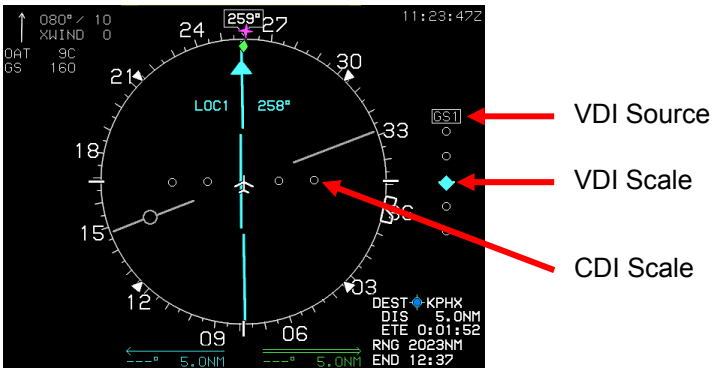 080°/ 10
XWIND 0
OAT 9C
GS 160
259°
11:23:47Z
24
27
21
30
LOC1 258°
GS1
VDI Source
33
18
VDI Scale
36
15
CDI Scale
12
03
09
06
DEST KPHX
DIS 5.0NM
ETE 0:01:52
RNG 2023NM
END 12:37
---° 5.0NM
---° 5.0NM